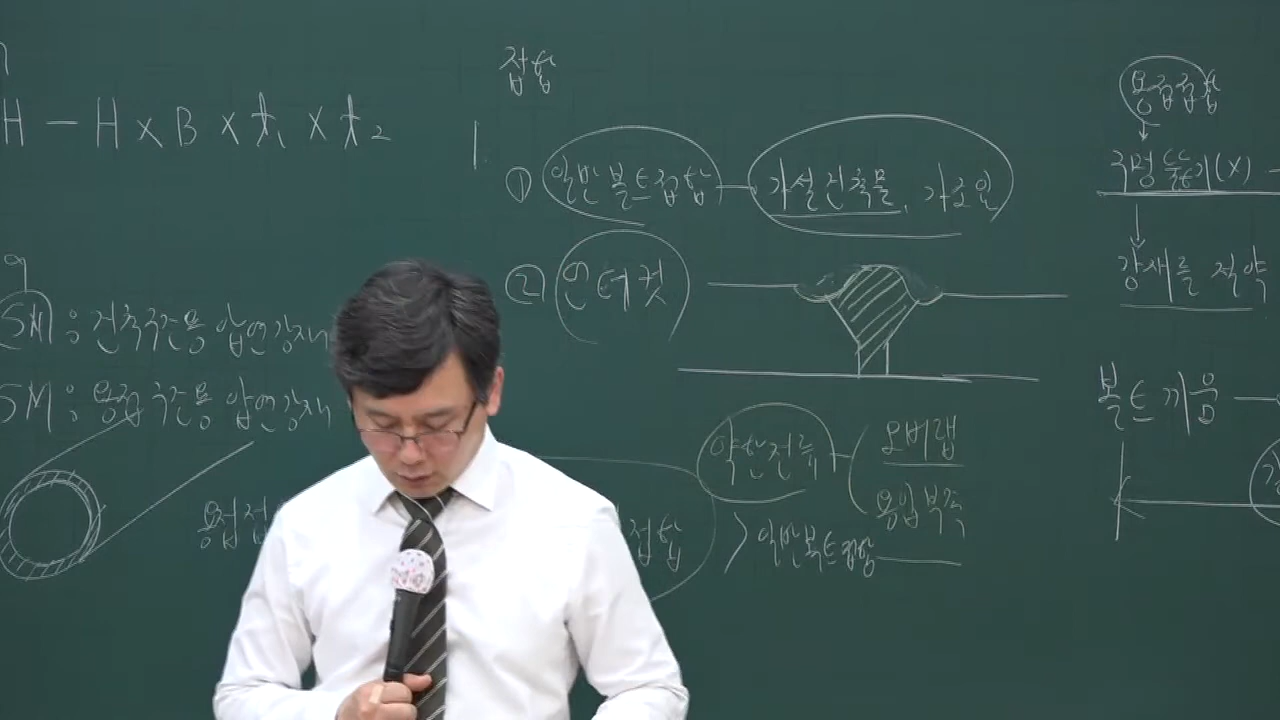 H - H x B x t₁ x t₂
SM : 건축구조용 압연강재
SM : 용접구조용 압연강재
용접접
접합
1.
① 일반볼트접합 - 가설건축물, 가조임
② 언더컷
약한전류
오버랩
용입부족
접합 > 일반볼트접합
용접접합
구멍뚫기(x)
강재를 절약
볼트끼움